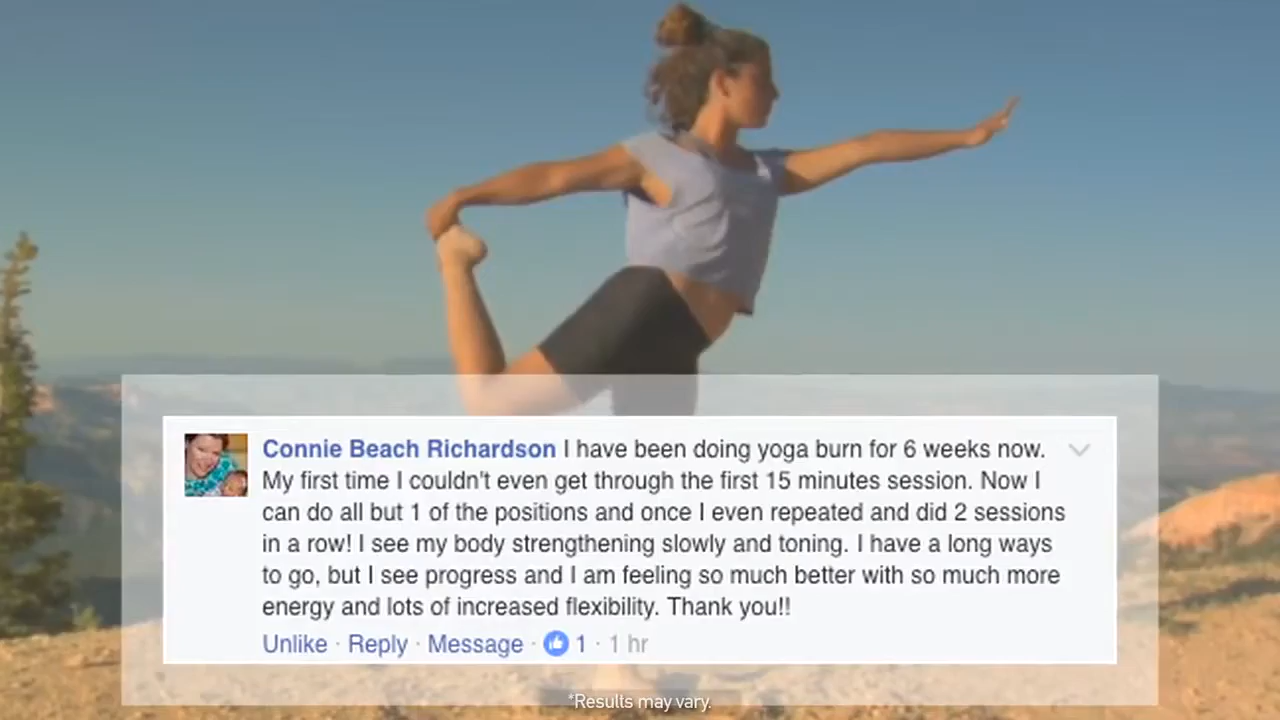 Connie Beach Richardson I have been doing yoga burn for 6 weeks now.
My first time I couldn't even get through the first 15 minutes session. Now I
can do all but 1 of the positions and once I even repeated and did 2 sessions
in a row! I see my body strengthening slowly and toning. I have a long ways
to go, but I see progress and I am feeling so much better with so much more
energy and lots of increased flexibility. Thank you!!
Unlike · Reply · Message · 1 · 1 hr
*Results may vary.